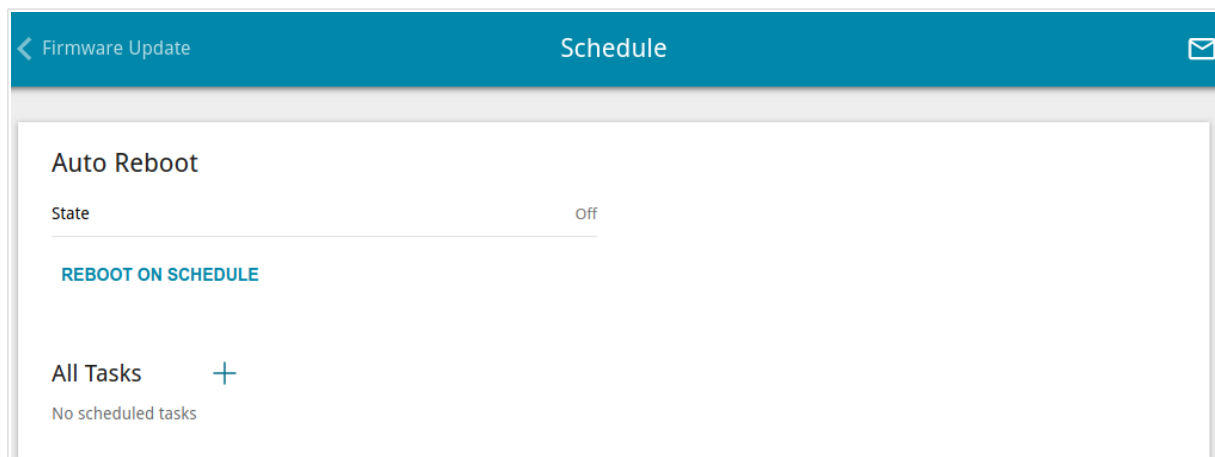 Firmware Update
Schedule
Auto Reboot
State Off
REBOOT ON SCHEDULE
All Tasks
No scheduled tasks